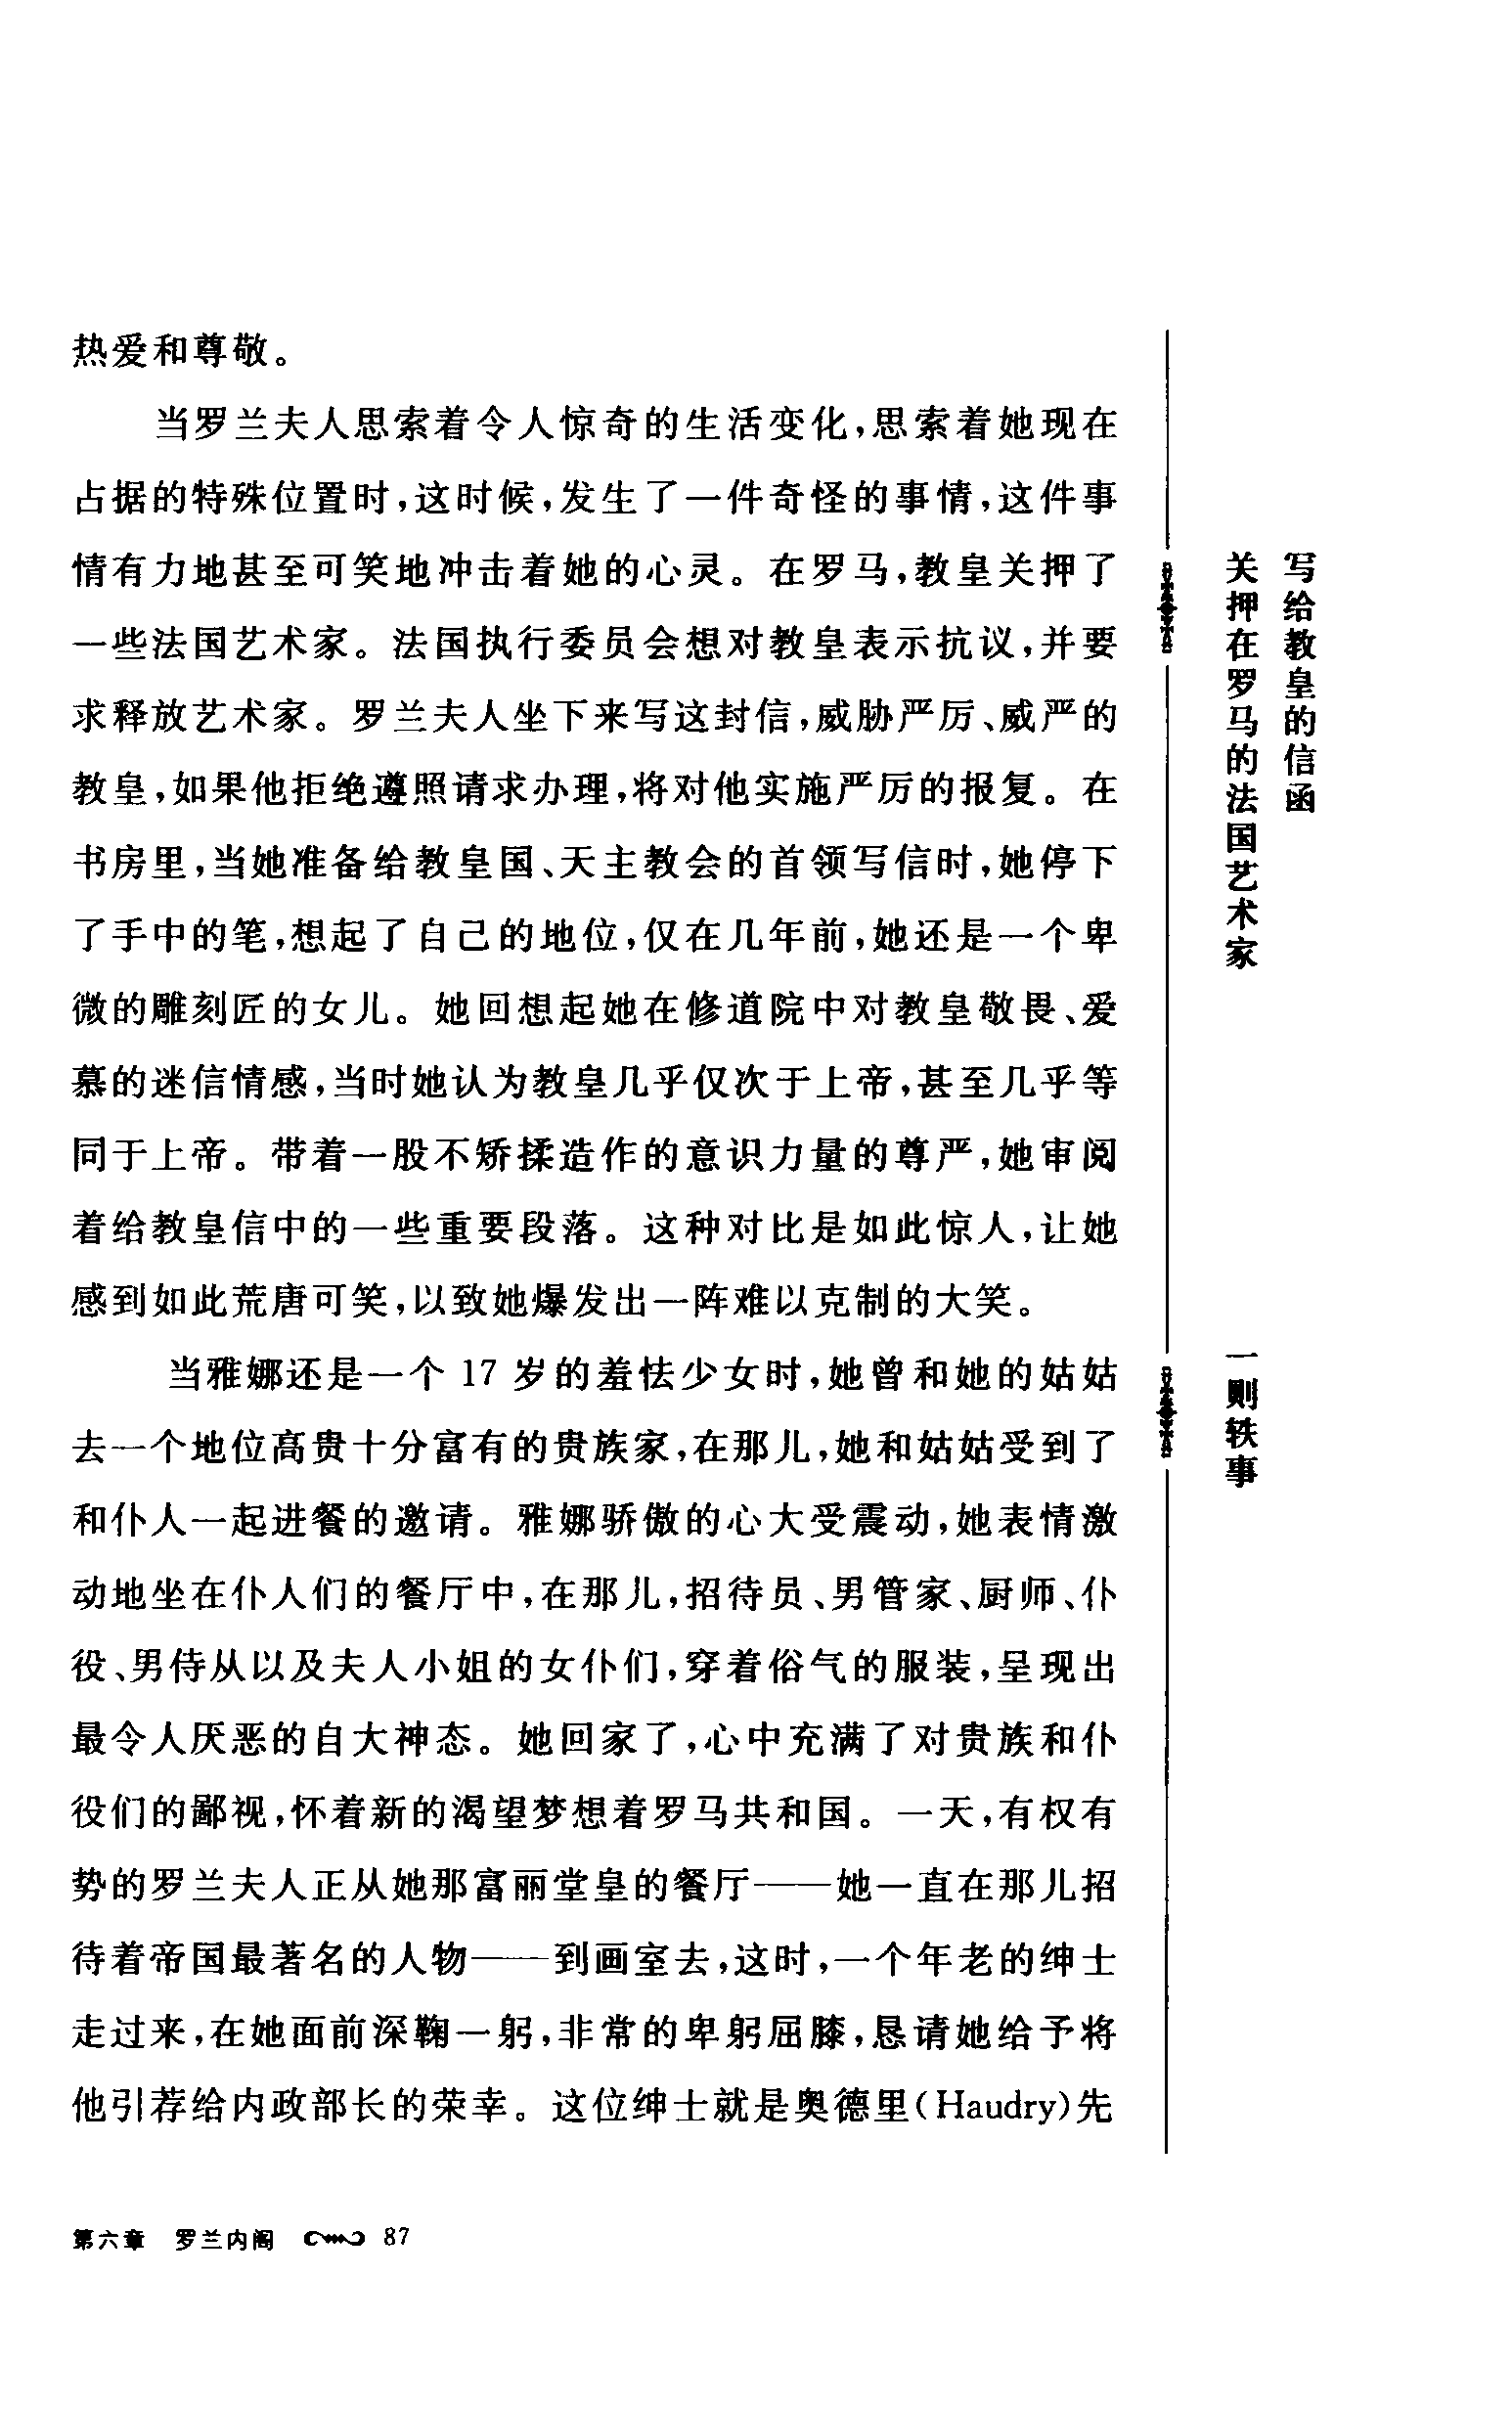 热爱和尊敬。
当罗兰夫人思索着令人惊奇的生活变化,思索着她现在
占据的特殊位置时,这时候,发生了一件奇怪的事情,这件事
情有力地甚至可笑地冲击着她的心灵。在罗马,教皇关押了
一些法国艺术家。法国执行委员会想对教皇表示抗议,并要
求释放艺术家。罗兰夫人坐下来写这封信,威胁严厉、威严的
教皇,如果他拒绝遵照请求办理,将对他实施严厉的报复。在
书房里,当她准备给教皇国、天主教会的首领写信时,她停下
了手中的笔,想起了自己的地位,仅在几年前,她还是一个卑
微的雕刻匠的女儿。她回想起她在修道院中对教皇敬畏、爱
慕的迷信情感,当时她认为教皇几乎仅次于上帝,甚至几乎等
同于上帝。带着一股不矫揉造作的意识力量的尊严,她审阅
着给教皇信中的一些重要段落。这种对比是如此惊人,让她
感到如此荒唐可笑,以致她爆发出一阵难以克制的大笑。
当雅娜还是一个 17 岁的羞怯少女时,她曾和她的姑姑
去一个地位高贵十分富有的贵族家,在那儿,她和姑姑受到了
和仆人一起进餐的邀请。雅娜骄傲的心大受震动,她表情激
动地坐在仆人们的餐厅中,在那儿,招待员、男管家、厨师、仆
役、男侍从以及夫人小姐的女仆们,穿着俗气的服装,呈现出
最令人厌恶的自大神态。她回家了,心中充满了对贵族和仆
役们的鄙视,怀着新的渴望梦想着罗马共和国。一天,有权有
势的罗兰夫人正从她那富丽堂皇的餐厅——她一直在那儿招
待着帝国最著名的人物——到画室去,这时,一个年老的绅士
走过来,在她面前深鞠一躬,非常的卑躬屈膝,恳请她给予将
他引荐给内政部长的荣幸。这位绅士就是奥德里(Haudry)先
写给教皇的信函
关押在罗马的法国艺术家
一则轶事
第六章 罗兰内阁 87